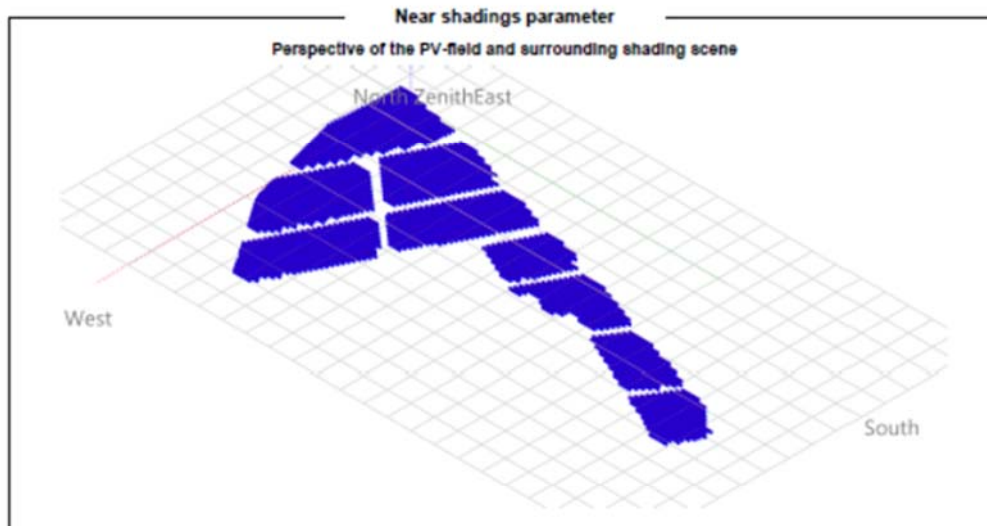 Near shadings parameter
Perspective of the PV-field and surrounding shading scene
North ZenithEast
West
South